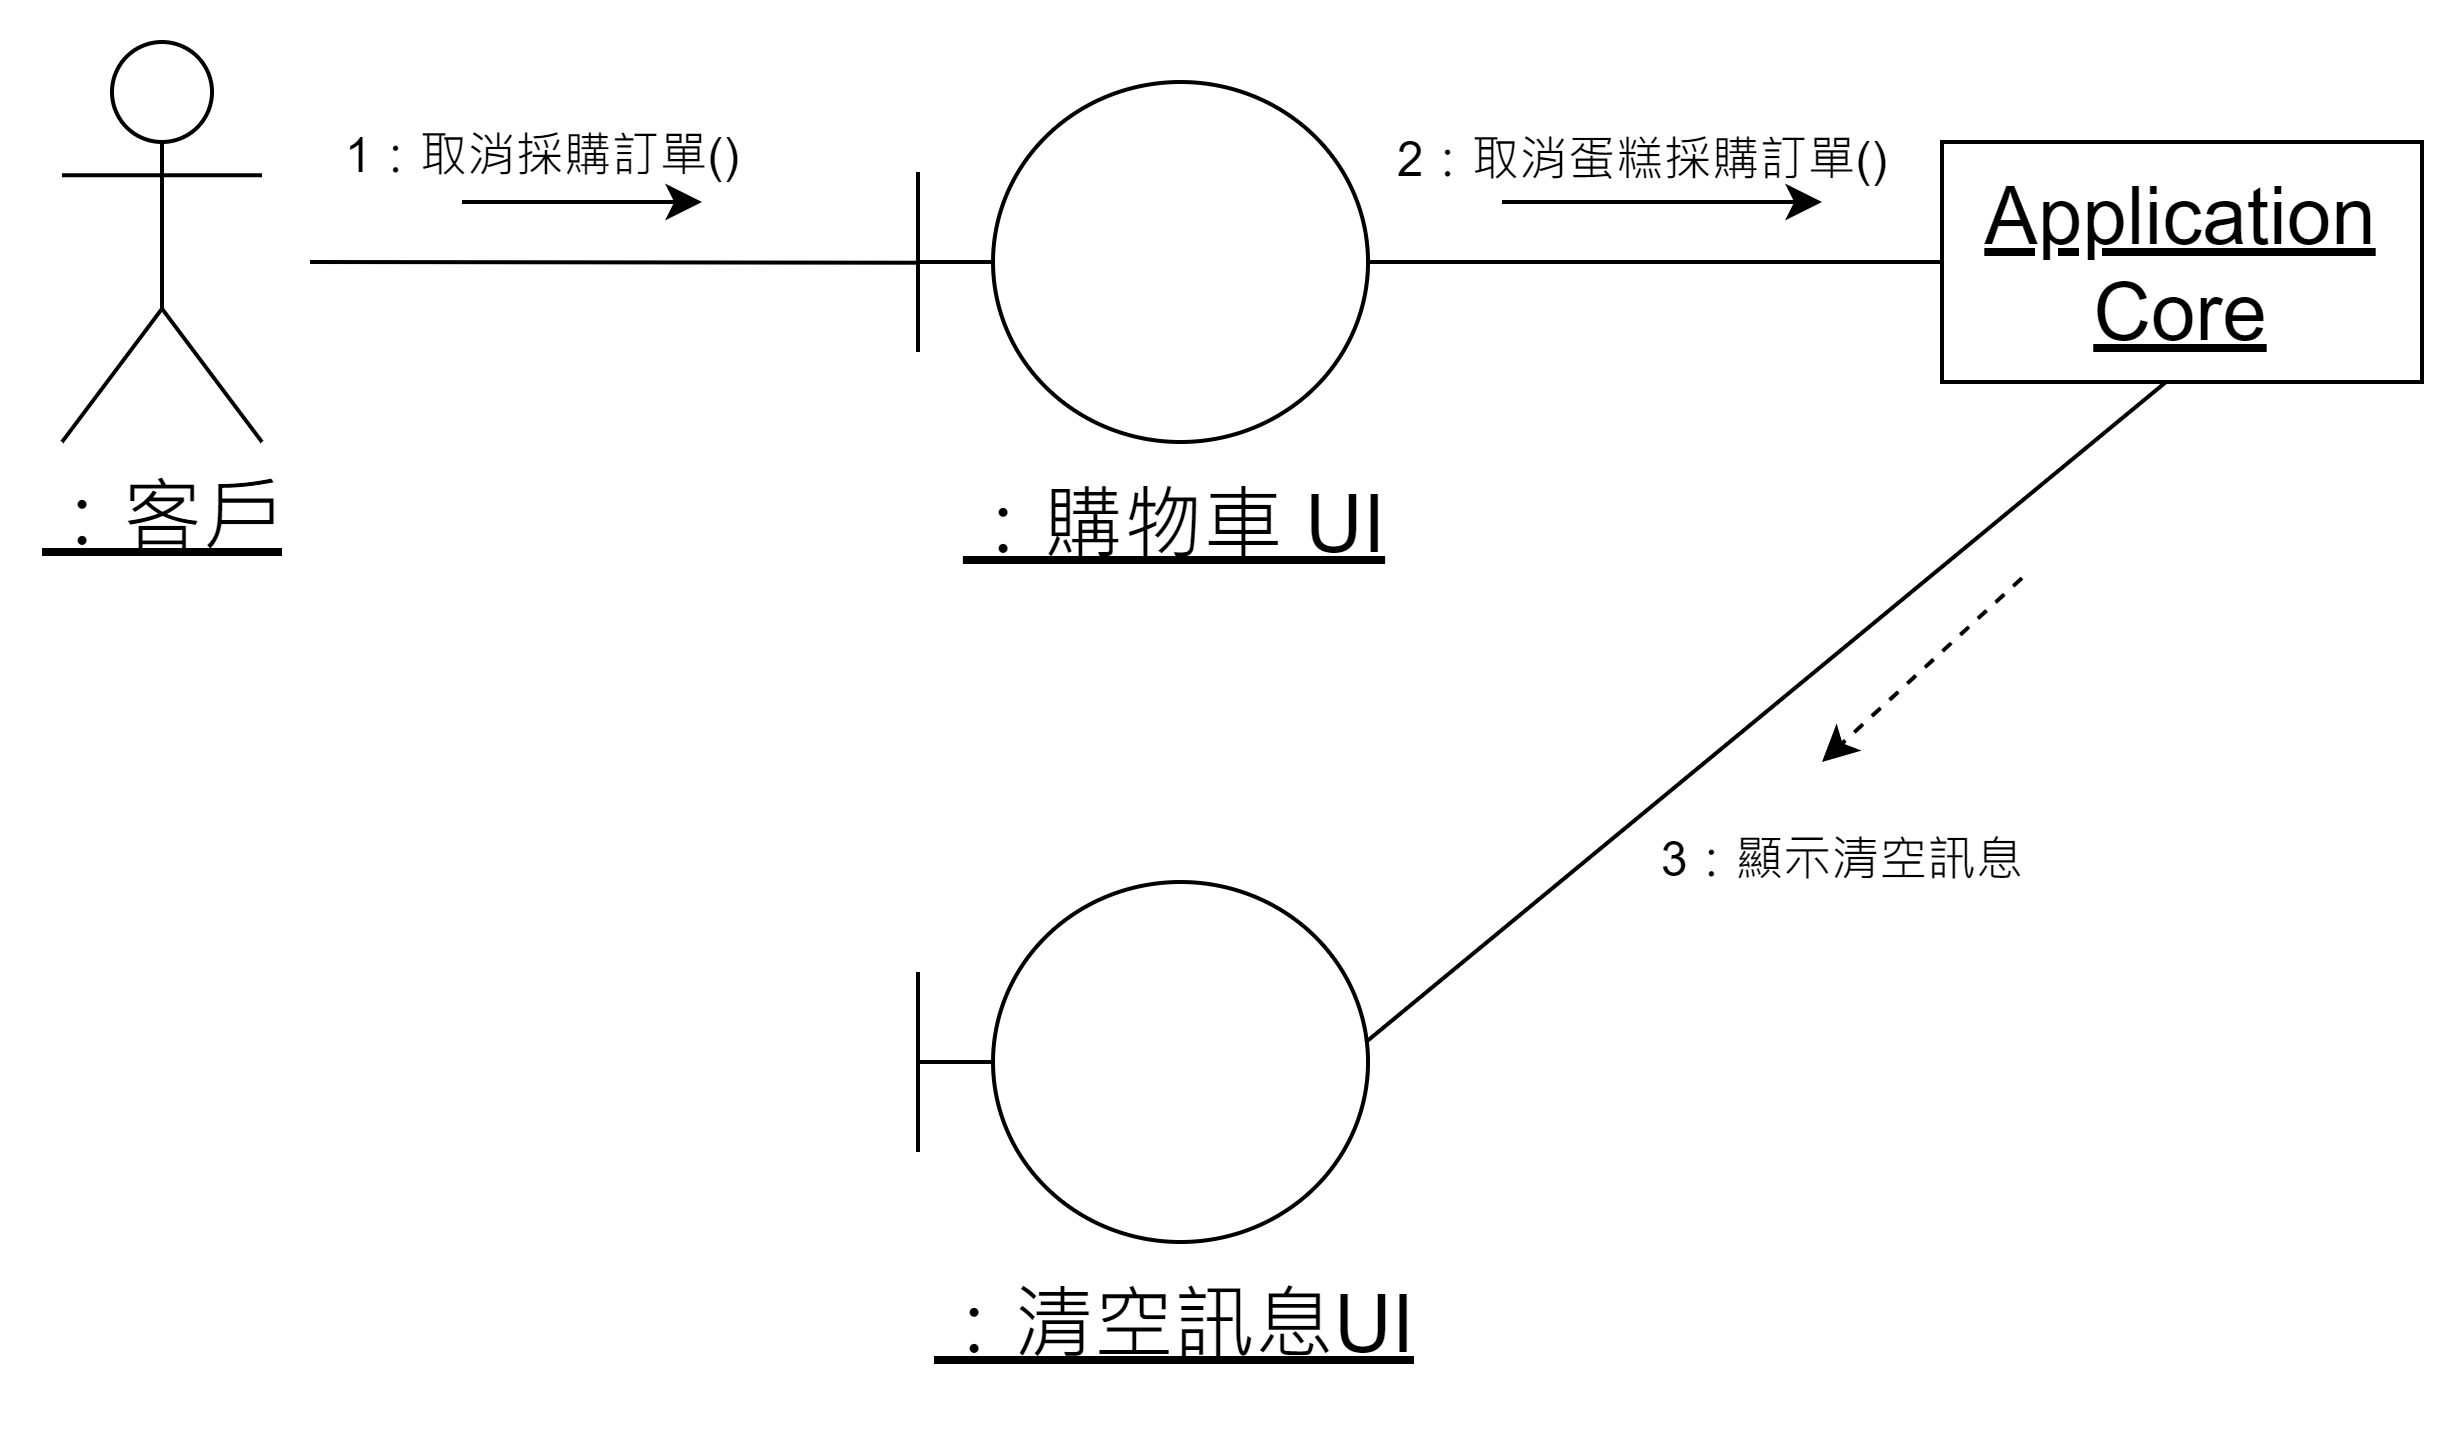 1：取消採購訂單()
2：取消蛋糕採購訂單()
Application
Core
：客戶
：購物車 UI
3：顯示清空訊息
：清空訊息UI